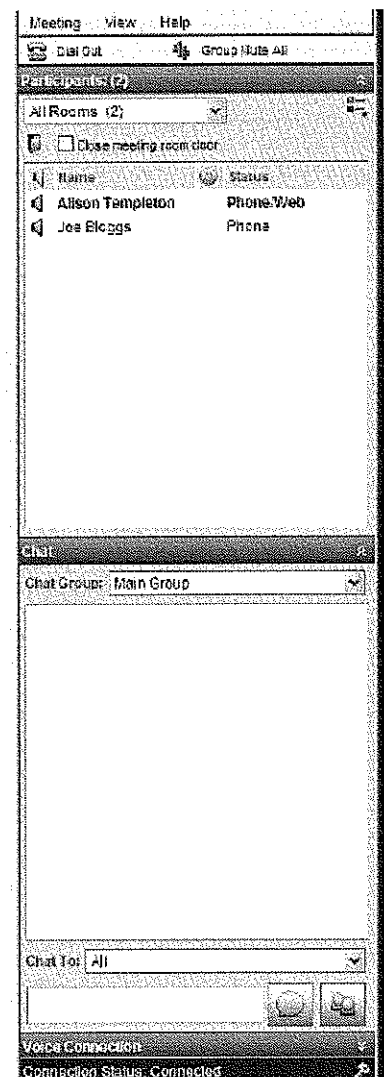 Meeting View Help
Dial Out Group Mute All
Participants (2)
All Rooms (2)
Close meeting room door
Name Status
Alison Templeton Phone/Web
Joe Bloggs Phone
Chat
Chat Group: Main Group
Chat To: All
Voice Connection
Connection Status: Connected